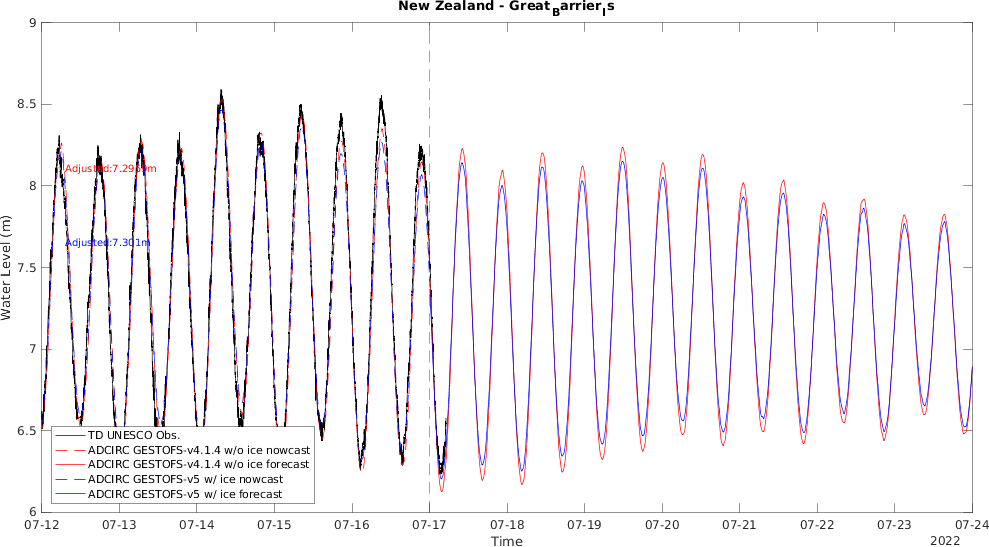 New Zealand - Great_Barrier_Is
9
8.5
8
7.5
7
6.5
6
Water Level (m)
Adjusted:7.301m
TD UNESCO Obs.
ADCIRC GESTOFS-v4.1.4 w/o ice nowcast
ADCIRC GESTOFS-v4.1.4 w/o ice forecast
ADCIRC GESTOFS-v5 w/ ice nowcast
ADCIRC GESTOFS-v5 w/ ice forecast
07-12 07-13 07-14 07-15 07-16 07-17 07-18 07-19 07-20 07-21 07-22 07-23 07-24
Time
2022